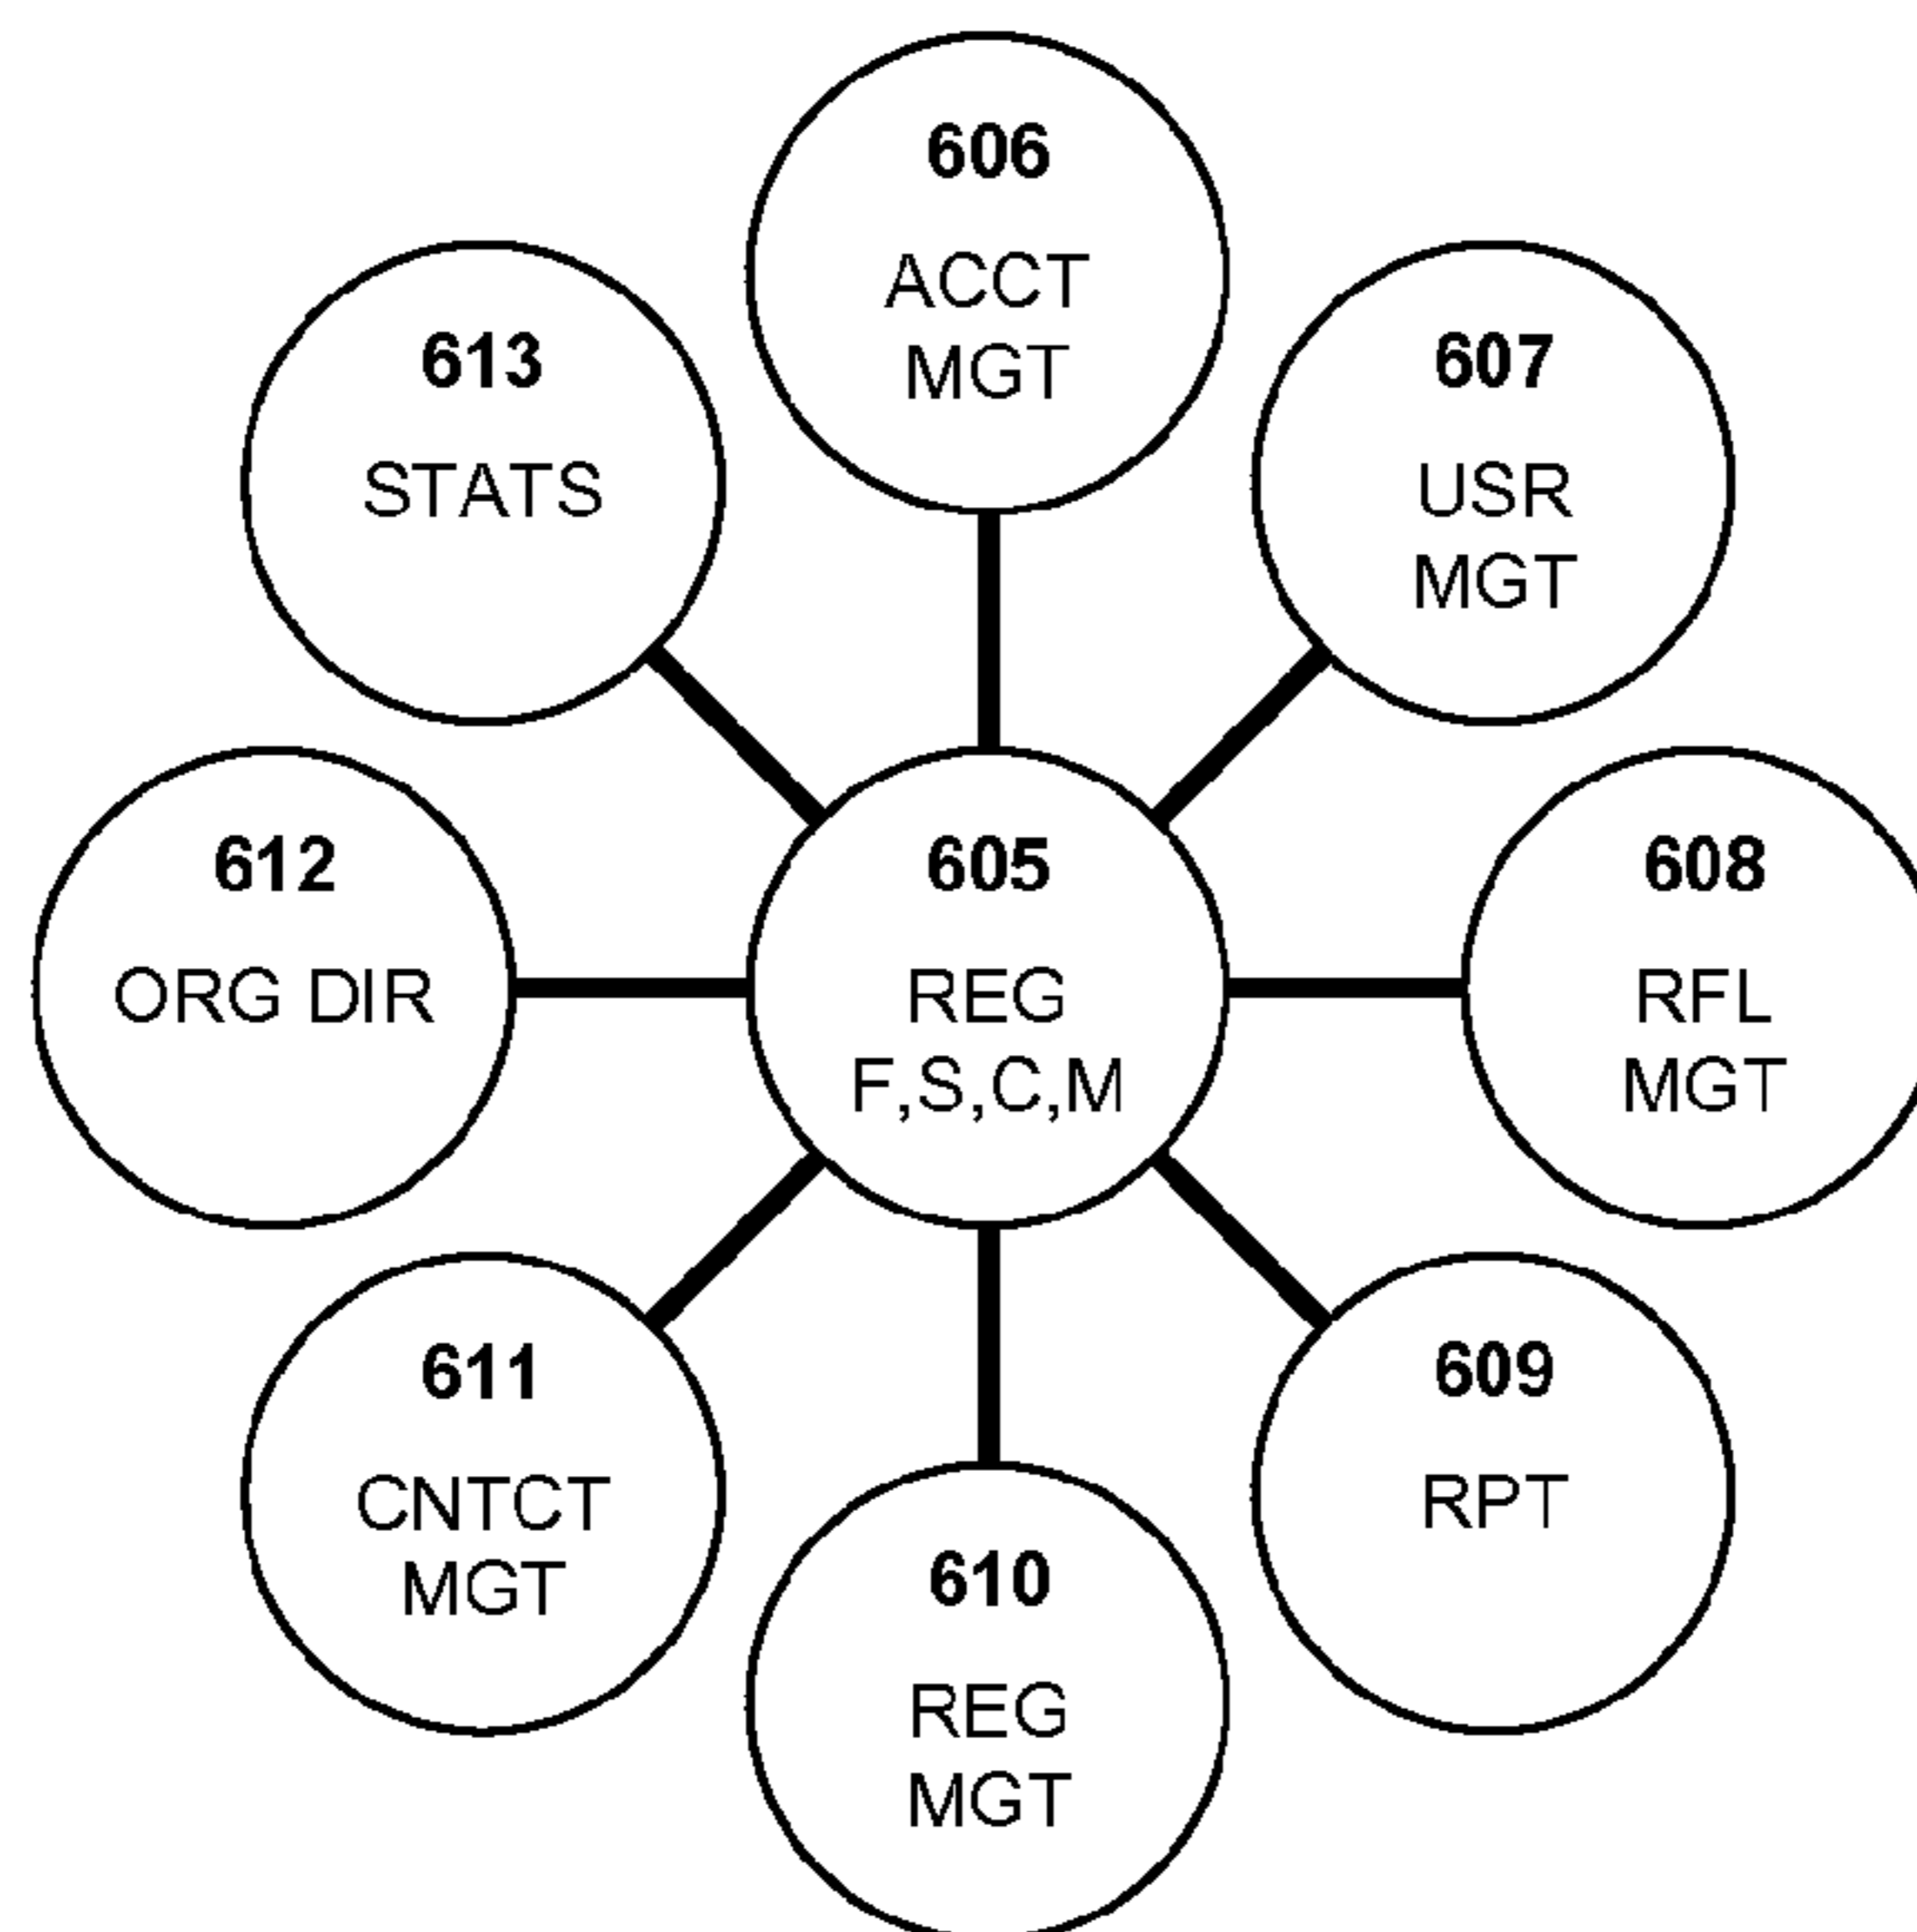 606
ACCT
MGT
613
STATS
607
USR
MGT
612
ORG DIR
605
REG
F,S,C,M
608
RFL
MGT
611
CNTCT
MGT
609
RPT
610
REG
MGT